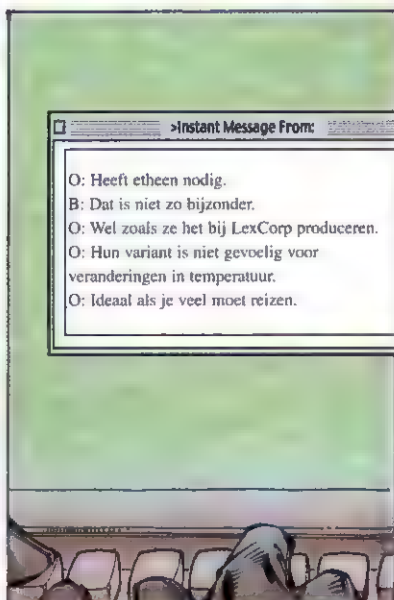 >Instant Message From:
O: Heeft etheen nodig.
B: Dat is niet zo bijzonder.
O: Wel zoals ze het bij LexCorp produceren.
O: Hun variant is niet gevoelig voor
veranderingen in temperatuur.
O: Ideaal als je veel moet reizen.